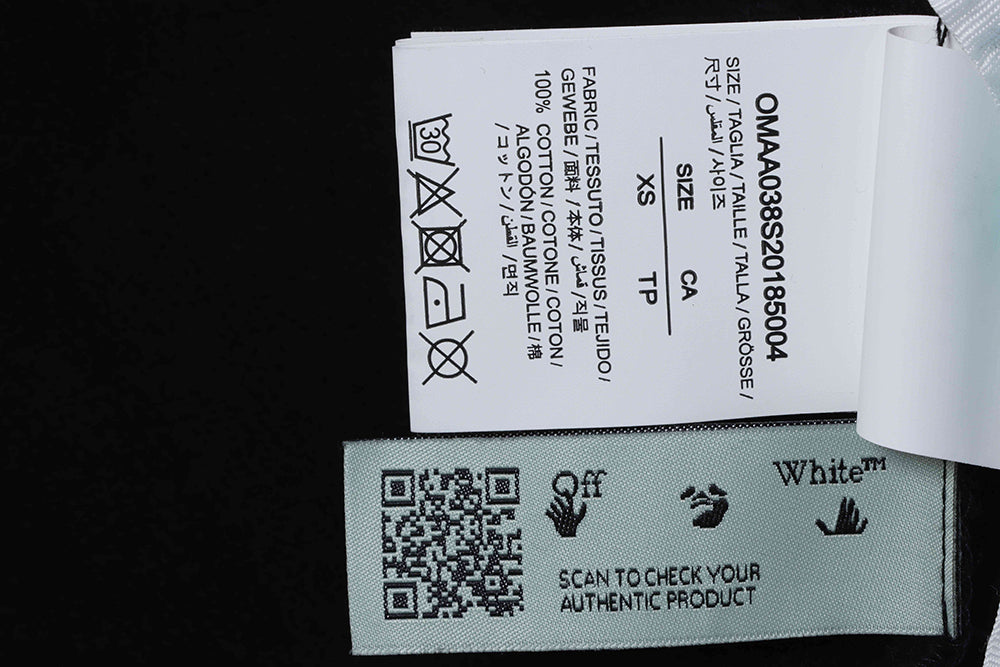 OMAA038S20185004
SIZE / TAGLIA / TAILLE / TALLA / GRÖSSE /
尺寸 / المقاس / 사이즈
SIZE CA
XS TP
FABRIC / TESSUTO / TISSUS / TEJIDO /
GEWEBE / 面料 / 本体 / قماش / 직물
100% COTTON / COTONE / COTON /
ALGODÓN / BAUMWOLLE / 棉
/ コットン / القطن / 면직
30
Off White™
SCAN TO CHECK YOUR
AUTHENTIC PRODUCT